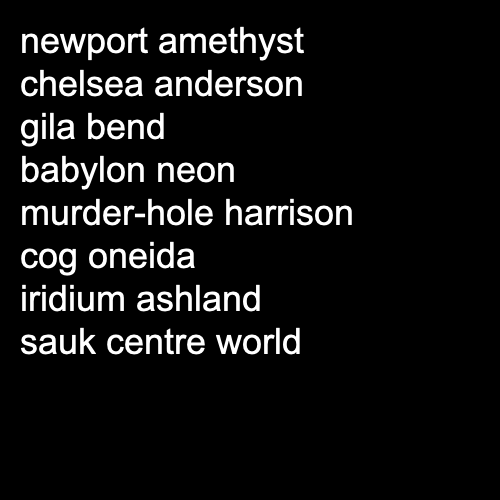 newport amethyst
chelsea anderson
gila bend
babylon neon
murder-hole harrison
cog oneida
iridium ashland
sauk centre world